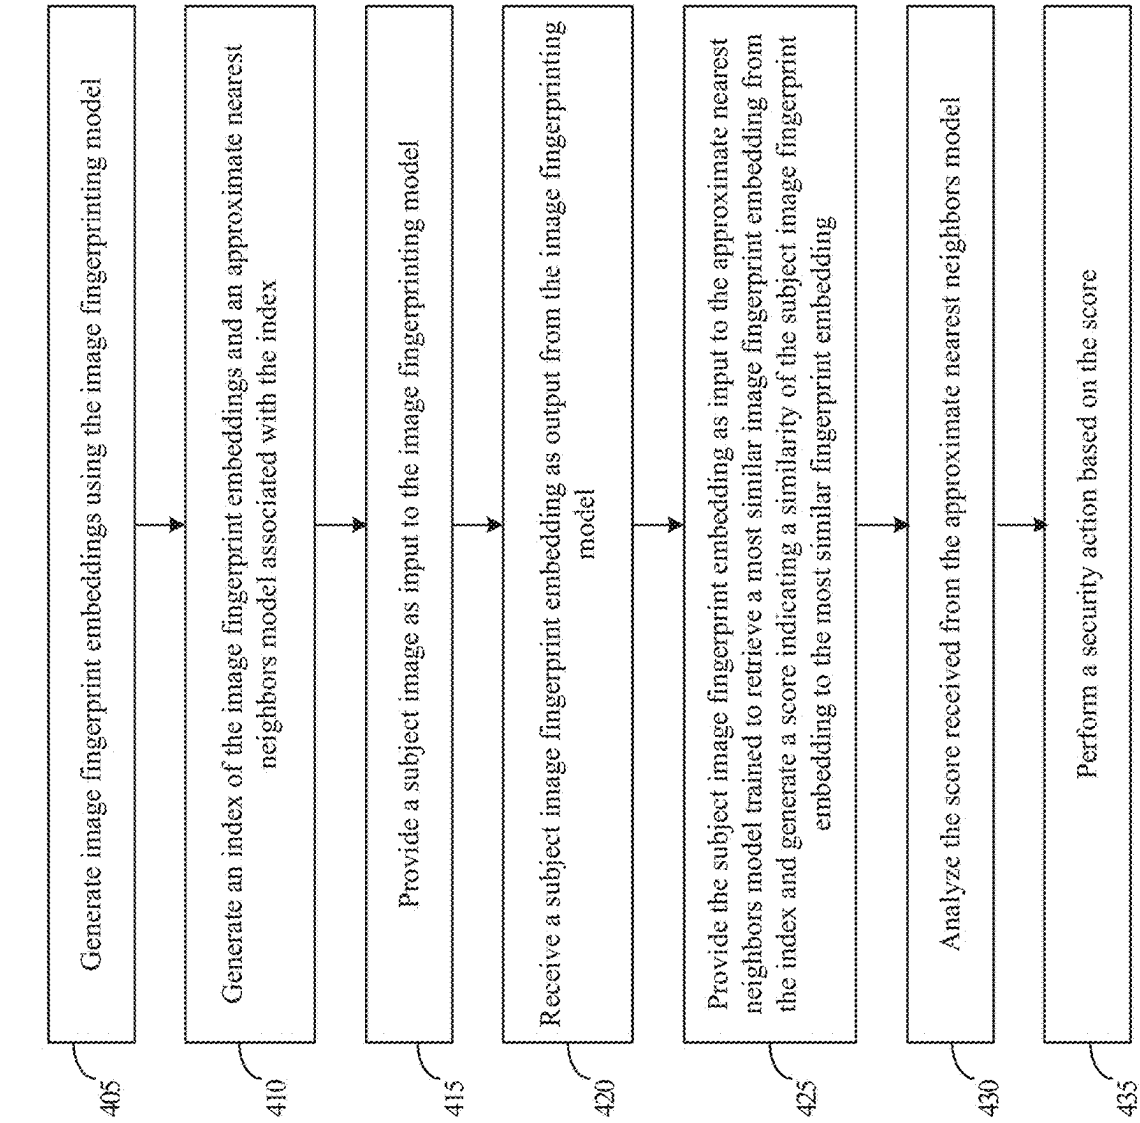 Generate image fingerprint embeddings using the image fingerprinting model
405
Generate an index of the image fingerprint embeddings and an approximate nearest
neighbors model associated with the index
410
Provide a subject image as input to the image fingerprinting model
415
Receive a subject image fingerprint embedding as output from the image fingerprinting
model
420
Provide the subject image fingerprint embedding as input to the approximate nearest
neighbors model trained to retrieve a most similar image fingerprint embedding from
the index and generate a score indicating a similarity of the subject image fingerprint
embedding to the most similar fingerprint embedding
425
Analyze the score received from the approximate nearest neighbors model
430
Perform a security action based on the score
435